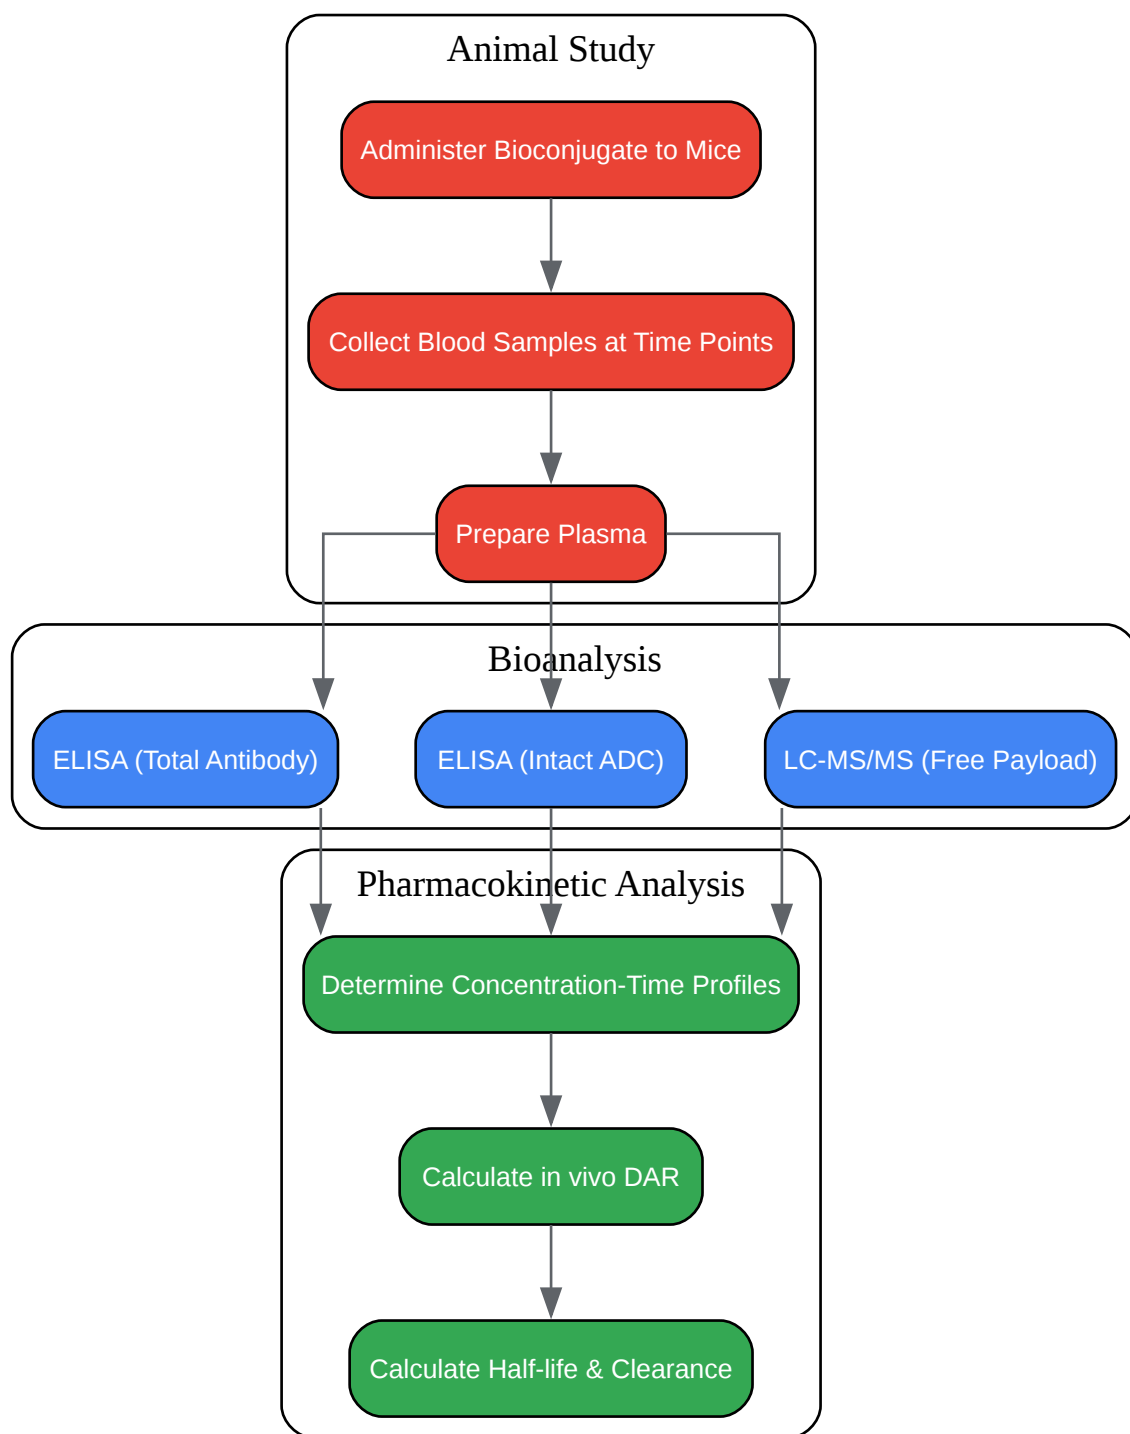 Animal Study
Administer Bioconjugate to Mice
Collect Blood Samples at Time Points
Prepare Plasma
Bioanalysis
ELISA (Total Antibody)
ELISA (Intact ADC)
LC-MS/MS (Free Payload)
Pharmacokinetic Analysis
Determine Concentration-Time Profiles
Calculate in vivo DAR
Calculate Half-life & Clearance